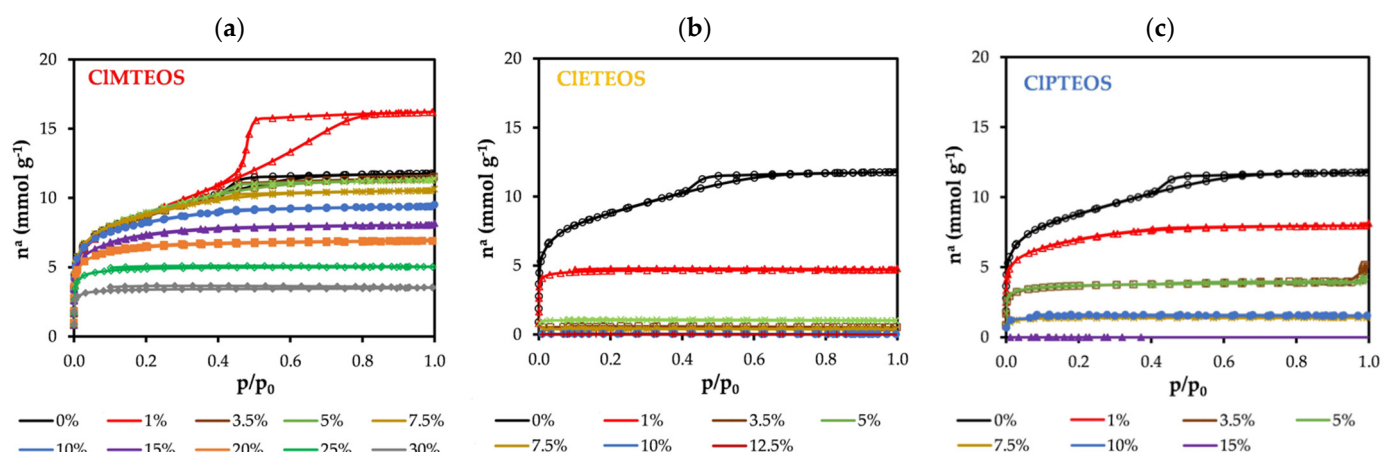 (a) (b) (c)
ClMTEOS
nª (mmol g⁻¹)
20
15
10
5
0
0.0 0.2 0.4 0.6 0.8 1.0
p/p₀
0% 1% 3.5% 5% 7.5%
10% 15% 20% 25% 30%
ClETEOS
nª (mmol g⁻¹)
20
15
10
5
0
0.0 0.2 0.4 0.6 0.8 1.0
p/p₀
0% 1% 3.5% 5%
7.5% 10% 12.5%
ClPTEOS
nª (mmol g⁻¹)
20
15
10
5
0
0.0 0.2 0.4 0.6 0.8 1.0
p/p₀
0% 1% 3.5% 5%
7.5% 10% 15%